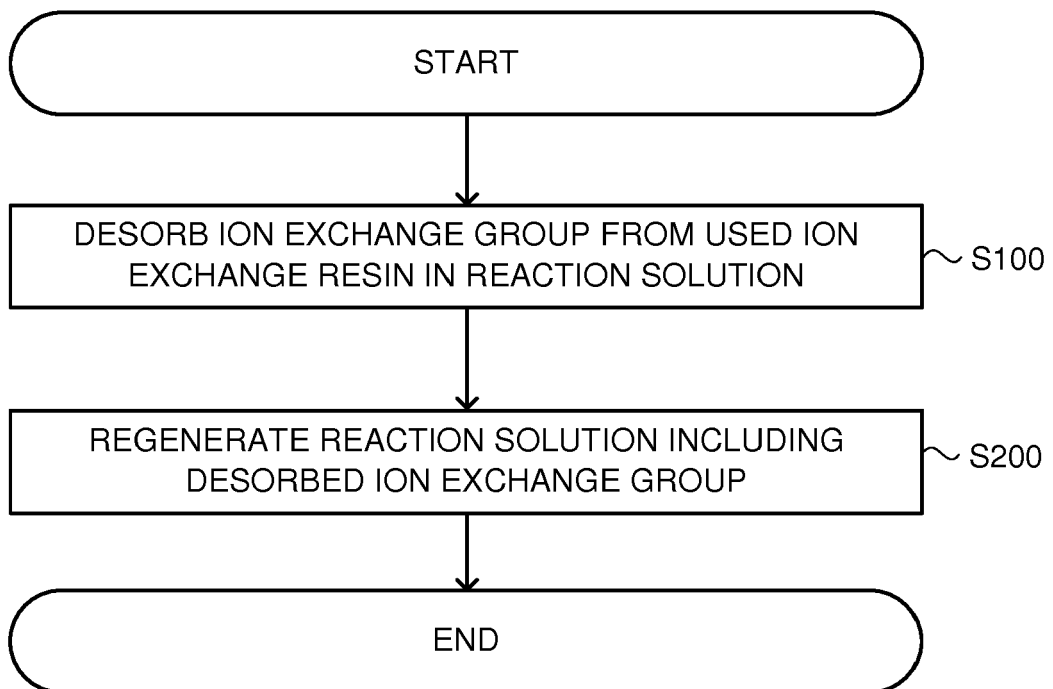 START
DESORB ION EXCHANGE GROUP FROM USED ION
EXCHANGE RESIN IN REACTION SOLUTION
S100
REGENERATE REACTION SOLUTION INCLUDING
DESORBED ION EXCHANGE GROUP
S200
END